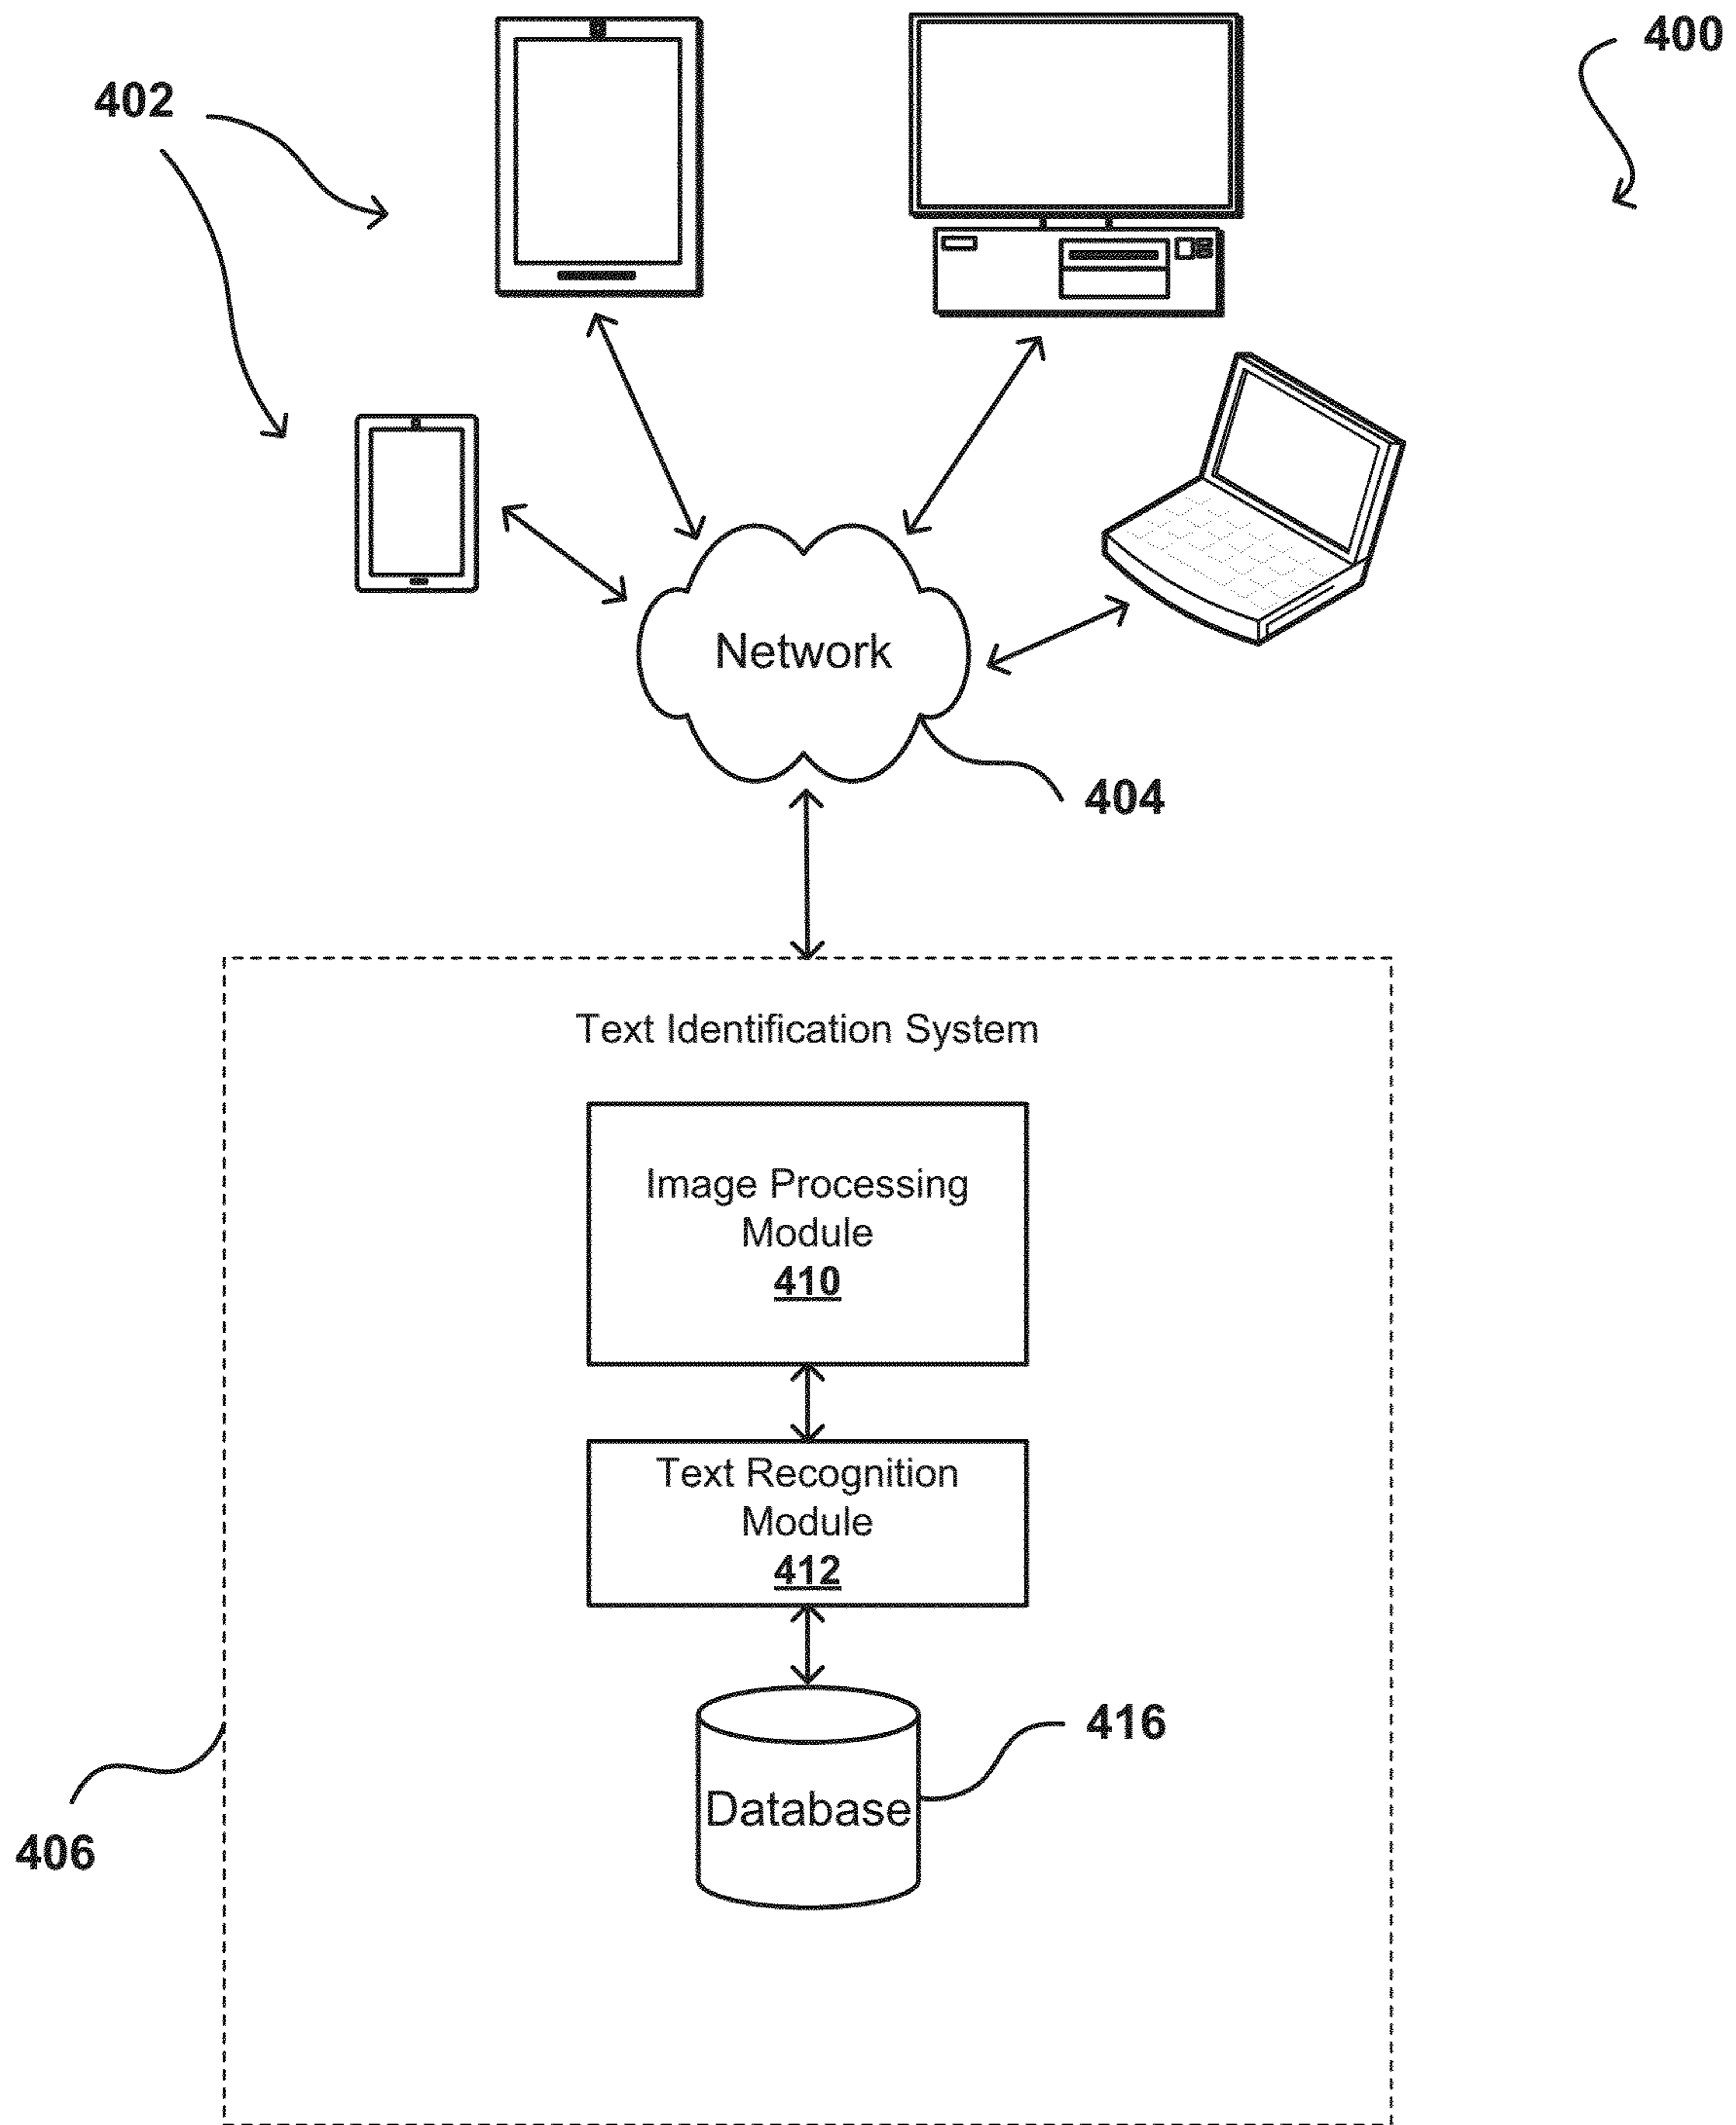 400
402
Network
404
Text Identification System
Image Processing
Module
410
Text Recognition
Module
412
416
Database
406